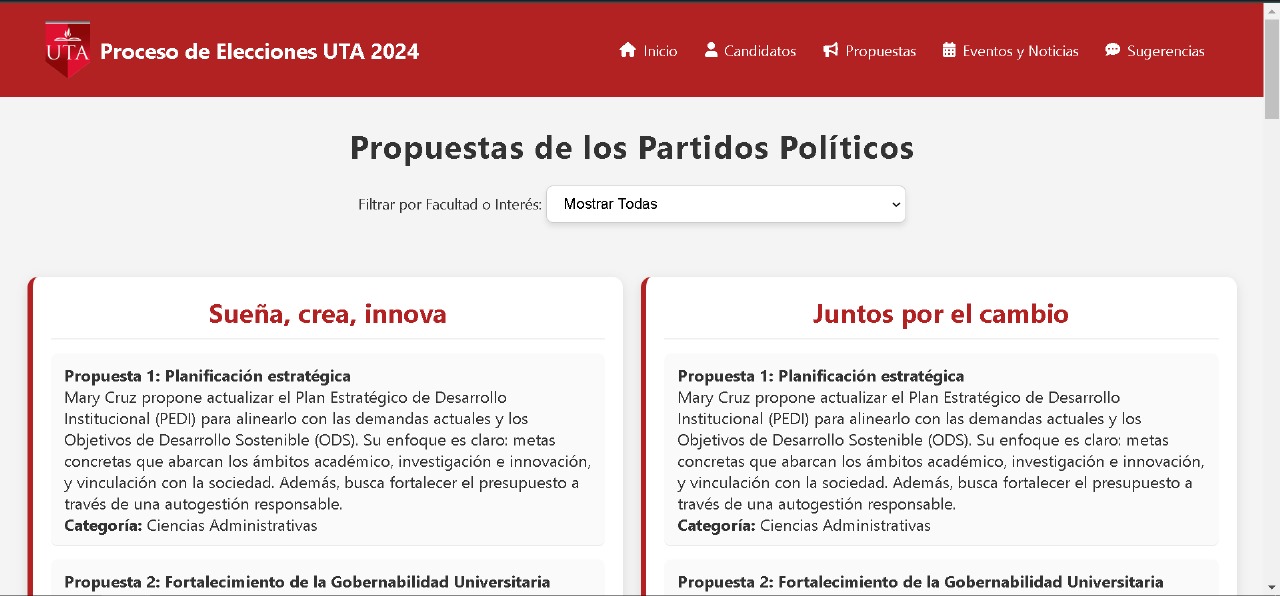 UTA
Proceso de Elecciones UTA 2024
Inicio
Candidatos
Propuestas
Eventos y Noticias
Sugerencias
Propuestas de los Partidos Políticos
Filtrar por Facultad o Interés:
Mostrar Todas
Sueña, crea, innova
Propuesta 1: Planificación estratégica
Mary Cruz propone actualizar el Plan Estratégico de Desarrollo
Institucional (PEDI) para alinearlo con las demandas actuales y los
Objetivos de Desarrollo Sostenible (ODS). Su enfoque es claro: metas
concretas que abarcan los ámbitos académico, investigación e innovación,
y vinculación con la sociedad. Además, busca fortalecer el presupuesto a
través de una autogestión responsable.
Categoría: Ciencias Administrativas
Propuesta 2: Fortalecimiento de la Gobernabilidad Universitaria
Juntos por el cambio
Propuesta 1: Planificación estratégica
Mary Cruz propone actualizar el Plan Estratégico de Desarrollo
Institucional (PEDI) para alinearlo con las demandas actuales y los
Objetivos de Desarrollo Sostenible (ODS). Su enfoque es claro: metas
concretas que abarcan los ámbitos académico, investigación e innovación,
y vinculación con la sociedad. Además, busca fortalecer el presupuesto a
través de una autogestión responsable.
Categoría: Ciencias Administrativas
Propuesta 2: Fortalecimiento de la Gobernabilidad Universitaria